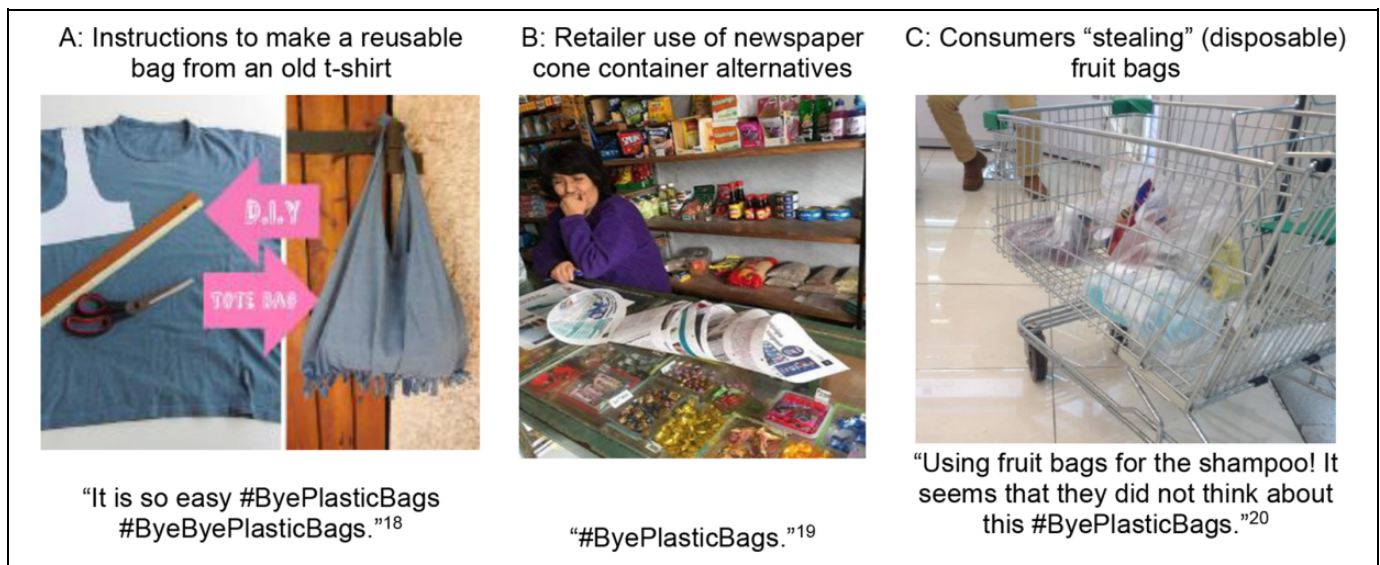 A: Instructions to make a reusable
bag from an old t-shirt
B: Retailer use of newspaper
cone container alternatives
C: Consumers “stealing” (disposable)
fruit bags
D.I.Y
TOTE BAG
“It is so easy #ByePlasticBags
#ByeByePlasticBags.”18
“#ByePlasticBags.”19
“Using fruit bags for the shampoo! It
seems that they did not think about
this #ByePlasticBags.”20